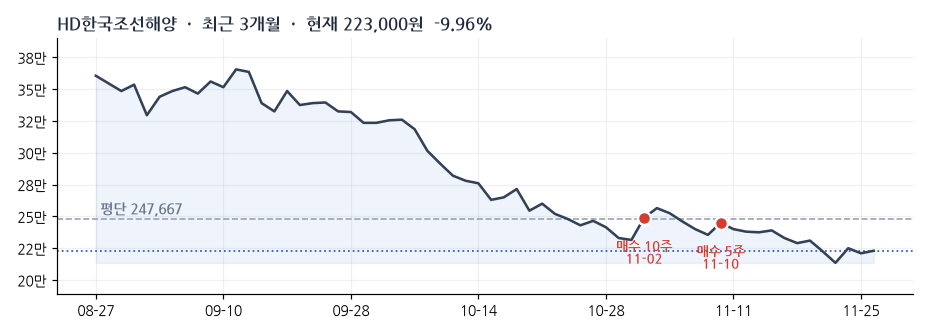 HD한국조선해양 · 최근 3개월 · 현재 223,000원 -9.96%
38만
35만
32만
30만
28만
25만
22만
20만
평단 247,667
매수 10주
11-02
매수 5주
11-10
08-27
09-10
09-28
10-14
10-28
11-11
11-25